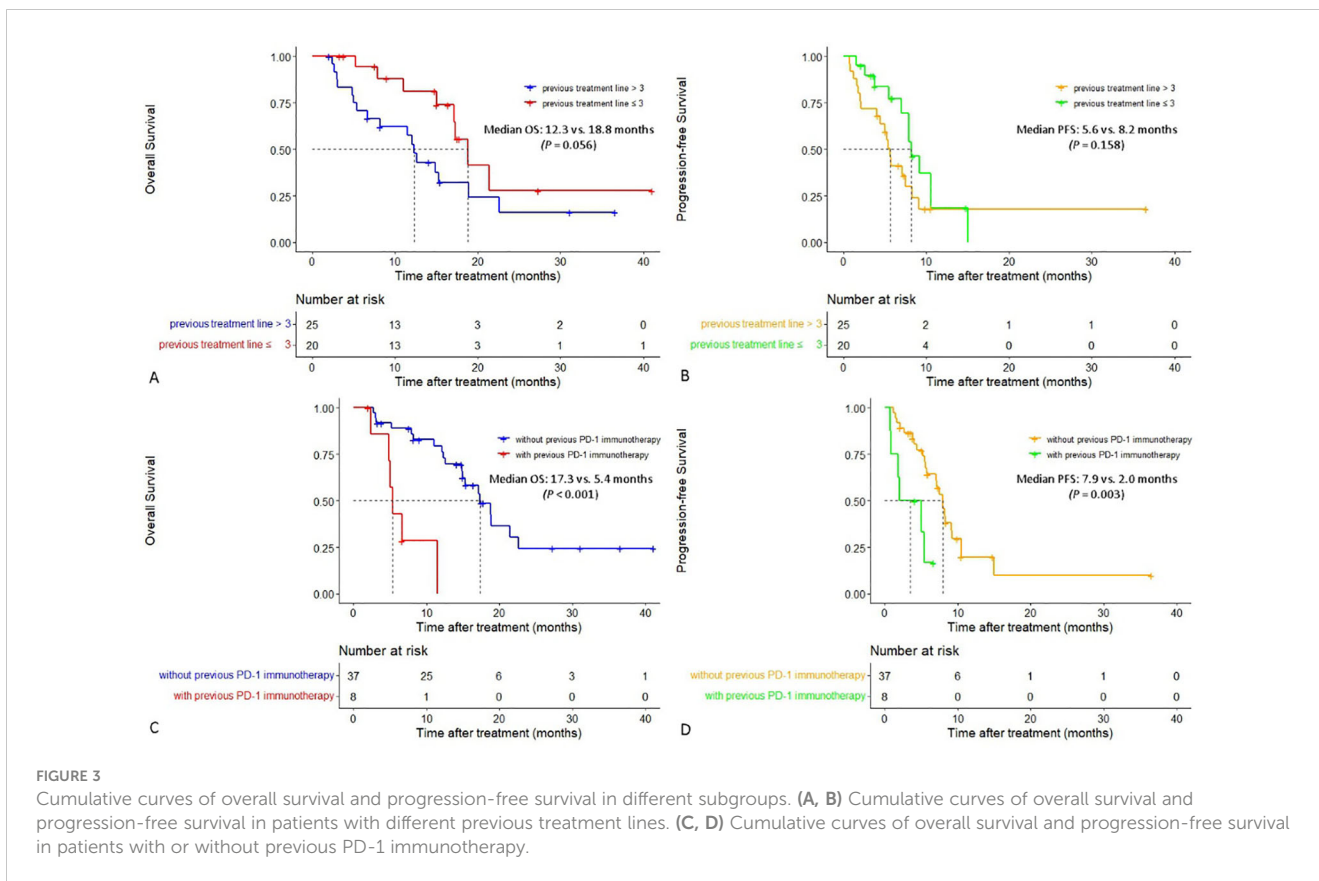 1.00
0.75
0.50
0.25
0.00
Overall Survival
previous treatment line > 3
previous treatment line ≤ 3
Median OS: 12.3 vs. 18.8 months
(P = 0.056)
0 10 20 30 40
Time after treatment (months)
Number at risk
previous treatment line > 3 25 13 3 2 0
previous treatment line ≤ 3 20 13 3 1 1
0 10 20 30 40
Time after treatment (months)
A
1.00
0.75
0.50
0.25
0.00
Progression-free Survival
previous treatment line > 3
previous treatment line ≤ 3
Median PFS: 5.6 vs. 8.2 months
(P = 0.158)
0 10 20 30 40
Time after treatment (months)
Number at risk
previous treatment line > 3 25 2 1 1 0
previous treatment line ≤ 3 20 4 0 0 0
0 10 20 30 40
Time after treatment (months)
B
1.00
0.75
0.50
0.25
0.00
Overall Survival
without previous PD-1 immunotherapy
with previous PD-1 immunotherapy
Median OS: 17.3 vs. 5.4 months
(P < 0.001)
0 10 20 30 40
Time after treatment (months)
Number at risk
without previous PD-1 immunotherapy 37 25 6 3 1
with previous PD-1 immunotherapy 8 1 0 0 0
0 10 20 30 40
Time after treatment (months)
C
1.00
0.75
0.50
0.25
0.00
Progression-free Survival
without previous PD-1 immunotherapy
with previous PD-1 immunotherapy
Median PFS: 7.9 vs. 2.0 months
(P = 0.003)
0 10 20 30 40
Time after treatment (months)
Number at risk
without previous PD-1 immunotherapy 37 6 1 1 0
with previous PD-1 immunotherapy 8 0 0 0 0
0 10 20 30 40
Time after treatment (months)
D
FIGURE 3
Cumulative curves of overall survival and progression-free survival in different subgroups. (A, B) Cumulative curves of overall survival and
progression-free survival in patients with different previous treatment lines. (C, D) Cumulative curves of overall survival and progression-free survival
in patients with or without previous PD-1 immunotherapy.